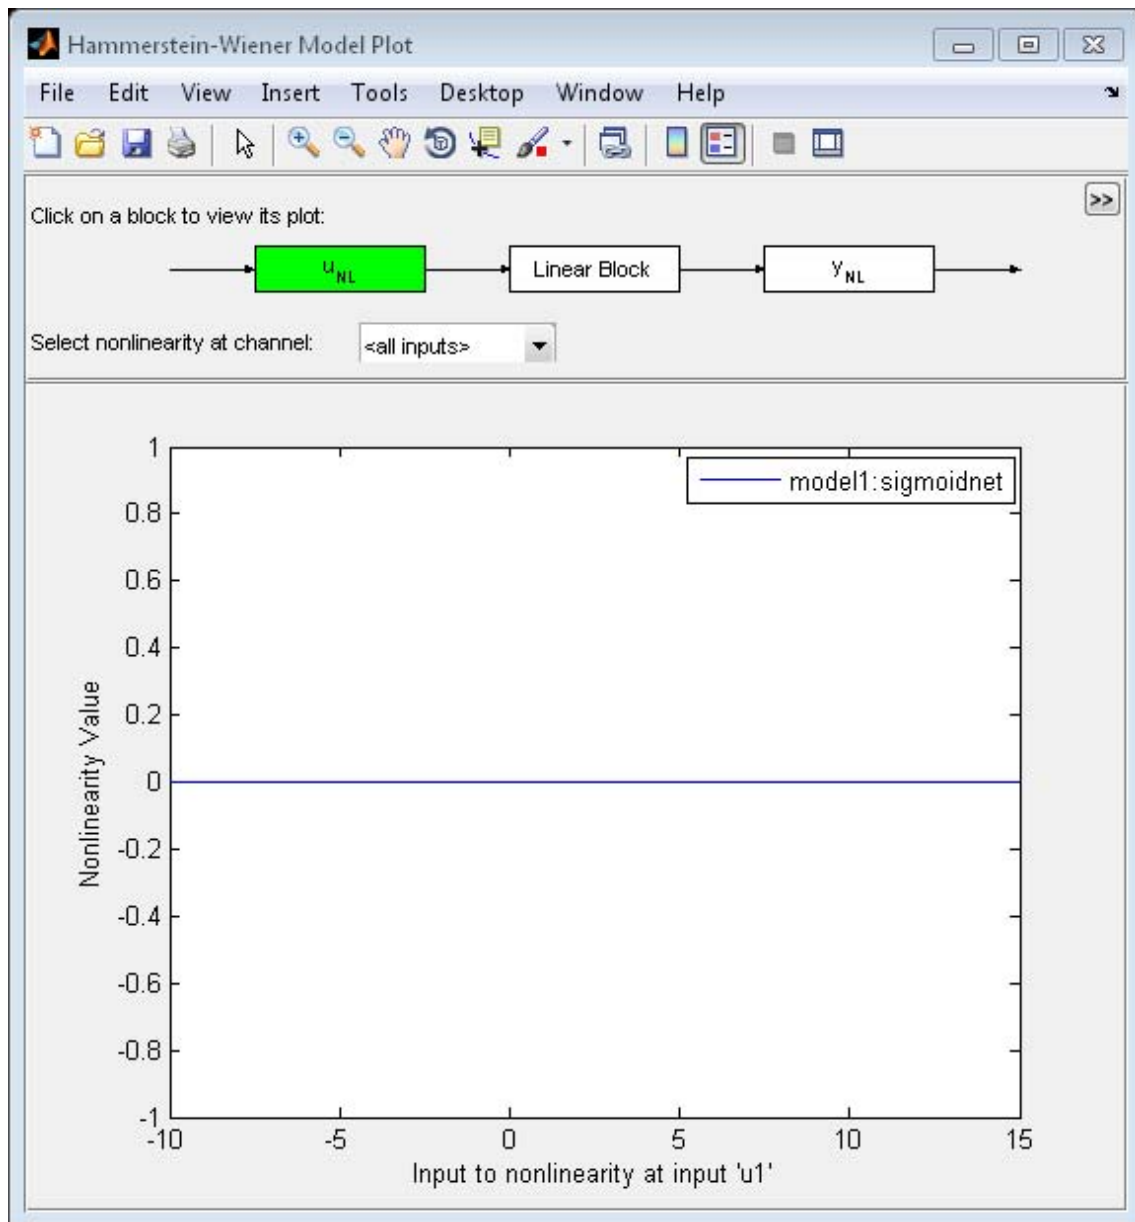 Hammerstein-Wiener Model Plot
File Edit View Insert Tools Desktop Window Help
Click on a block to view its plot:
>>
uNL Linear Block yNL
Select nonlinearity at channel: <all inputs>
model1:sigmoidnet
1
0.8
0.6
0.4
0.2
0
-0.2
-0.4
-0.6
-0.8
-1
Nonlinearity Value
-10 -5 0 5 10 15
Input to nonlinearity at input 'u1'